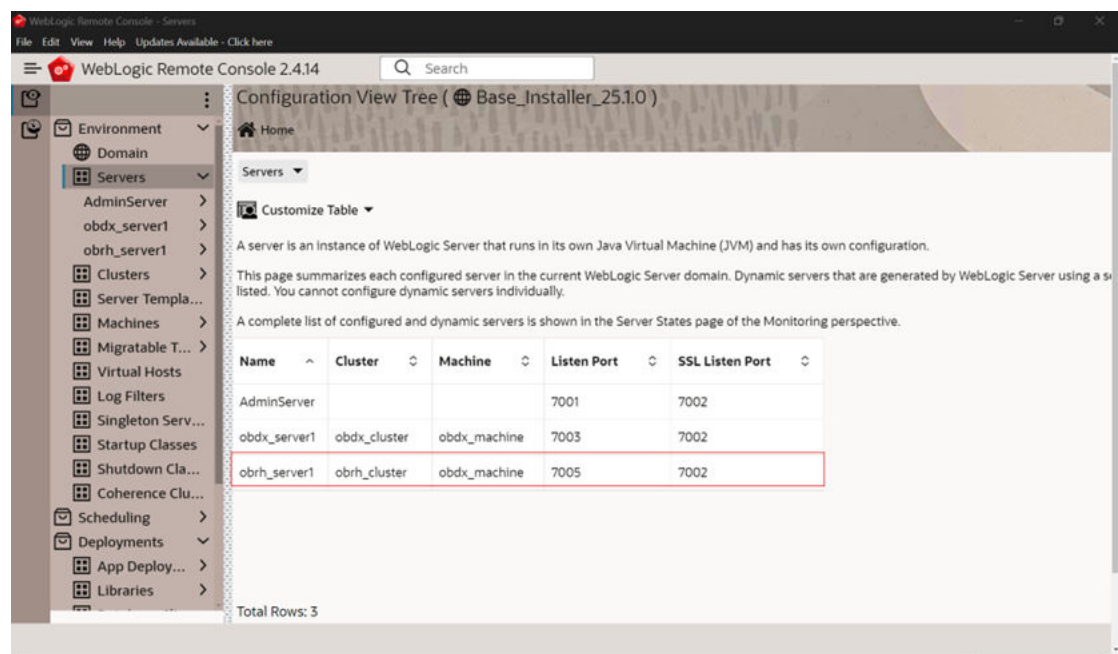 WebLogic Remote Console - Servers
File Edit View Help Updates Available - Click here
WebLogic Remote Console 2.4.14
Search
Configuration View Tree ( Base_Installer_25.1.0 )
Home
Environment
Domain
Servers
AdminServer
obdx_server1
obrh_server1
Clusters
Server Templa...
Machines
Migratable T...
Virtual Hosts
Log Filters
Singleton Serv...
Startup Classes
Shutdown Cla...
Coherence Clu...
Scheduling
Deployments
App Deploy...
Libraries
Servers
Customize Table
A server is an instance of WebLogic Server that runs in its own Java Virtual Machine (JVM) and has its own configuration.
This page summarizes each configured server in the current WebLogic Server domain. Dynamic servers that are generated by WebLogic Server using a se
listed. You cannot configure dynamic servers individually.
A complete list of configured and dynamic servers is shown in the Server States page of the Monitoring perspective.
Name Cluster Machine Listen Port SSL Listen Port
AdminServer 7001 7002
obdx_server1 obdx_cluster obdx_machine 7003 7002
obrh_server1 obrh_cluster obdx_machine 7005 7002
Total Rows: 3